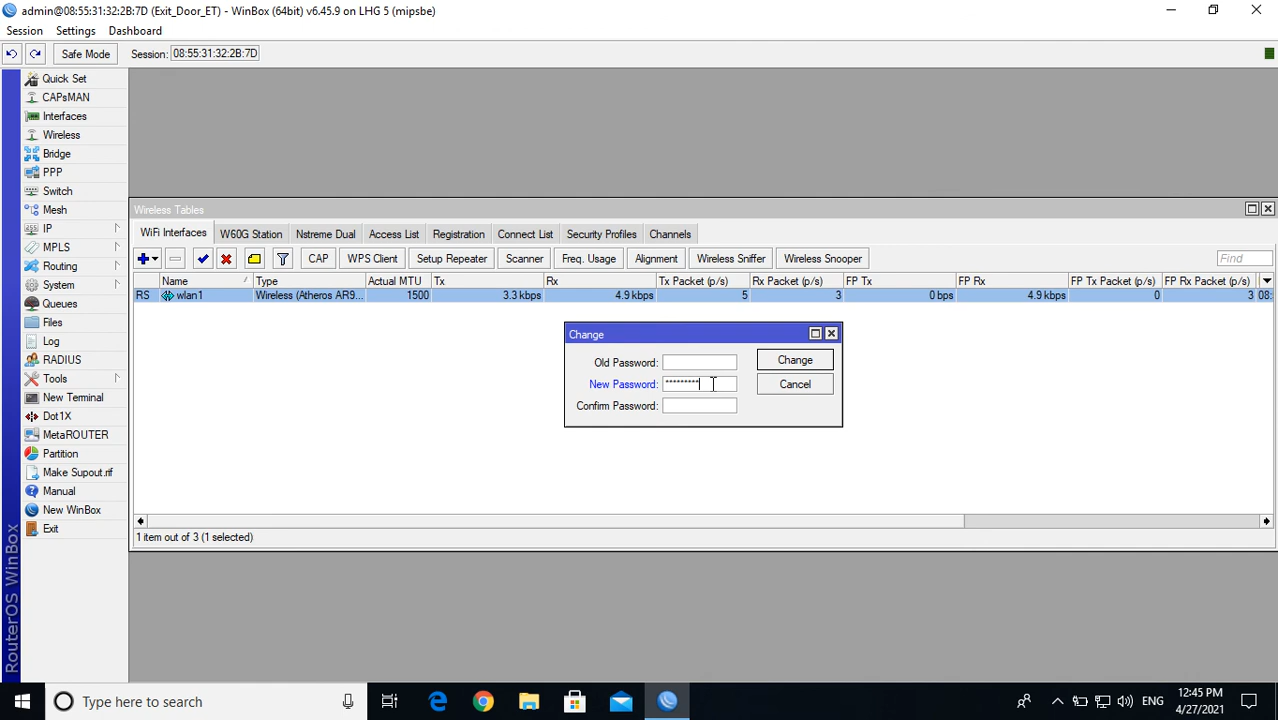 admin@08:55:31:32:2B:7D (Exit_Door_ET) - WinBox (64bit) v6.45.9 on LHG 5 (mipsbe)
Session Settings Dashboard
Safe Mode Session: 08:55:31:32:2B:7D
Quick Set
CAPsMAN
Interfaces
Wireless
Bridge
PPP
Switch
Mesh
IP
MPLS
Routing
System
Queues
Files
Log
RADIUS
Tools
New Terminal
Dot1X
MetaROUTER
Partition
Make Supout.rif
Manual
New WinBox
Exit
RouterOS WinBox
Wireless Tables
WiFi Interfaces W60G Station Nstreme Dual Access List Registration Connect List Security Profiles Channels
CAP WPS Client Setup Repeater Scanner Freq. Usage Alignment Wireless Sniffer Wireless Snooper Find
Name Type Actual MTU Tx Rx Tx Packet (p/s) Rx Packet (p/s) FP Tx FP Rx FP Tx Packet (p/s) FP Rx Packet (p/s)
RS wlan1 Wireless (Atheros AR9... 1500 3.3 kbps 4.9 kbps 5 3 0 bps 4.9 kbps 0 3 08:
Change
Old Password: Change
New Password: ********* Cancel
Confirm Password:
1 item out of 3 (1 selected)
Type here to search
ENG
12:45 PM
4/27/2021